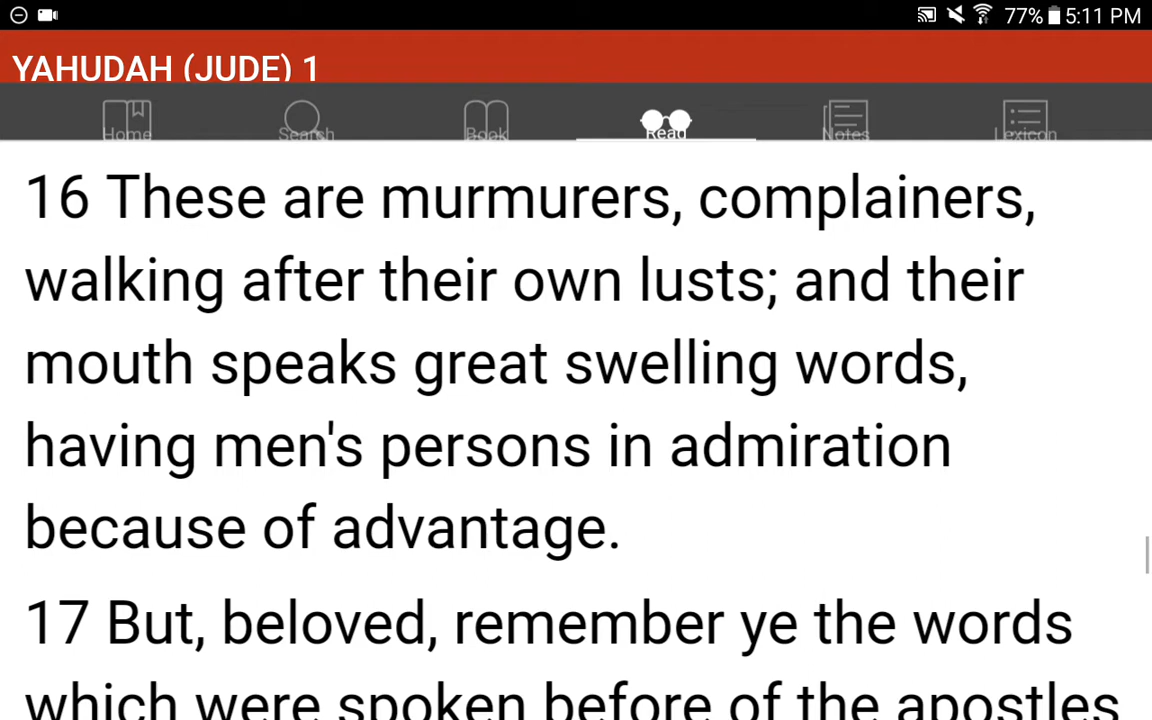 77% 5:11 PM
YAHUDAH (JUDE) 1
Home Search Book Read Notes Lexicon
16 These are murmurers, complainers,
walking after their own lusts; and their
mouth speaks great swelling words,
having men's persons in admiration
because of advantage.
17 But, beloved, remember ye the words
which were spoken before of the apostles